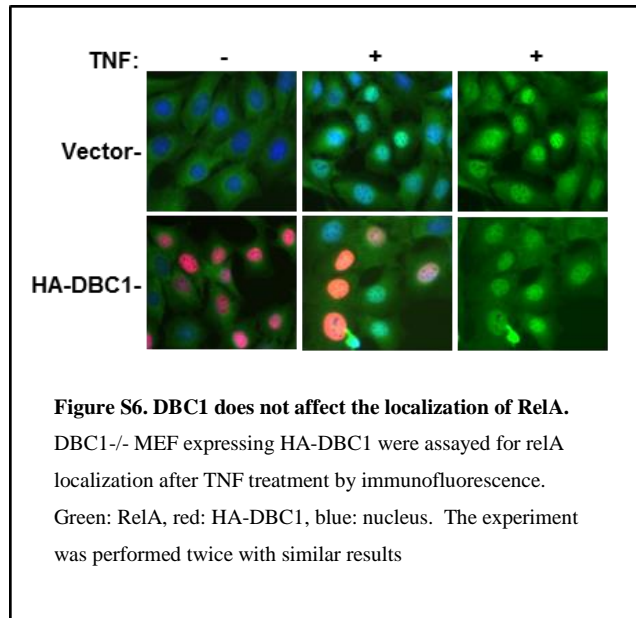 TNF: - + +
Vector-
HA-DBC1-
Figure S6. DBC1 does not affect the localization of RelA.
DBC1-/- MEF expressing HA-DBC1 were assayed for relA
localization after TNF treatment by immunofluorescence.
Green: RelA, red: HA-DBC1, blue: nucleus. The experiment
was performed twice with similar results